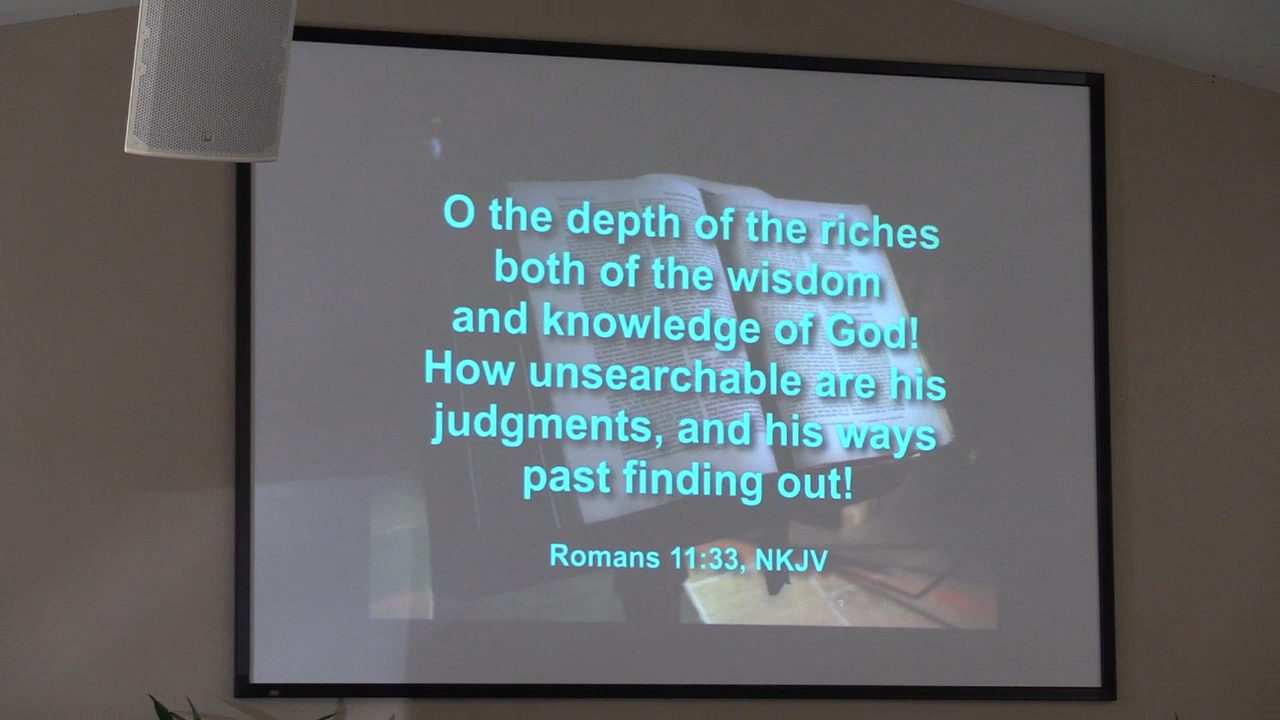 O the depth of the riches
both of the wisdom
and knowledge of God!
How unsearchable are his
judgments, and his ways
past finding out!
Romans 11:33, NKJV